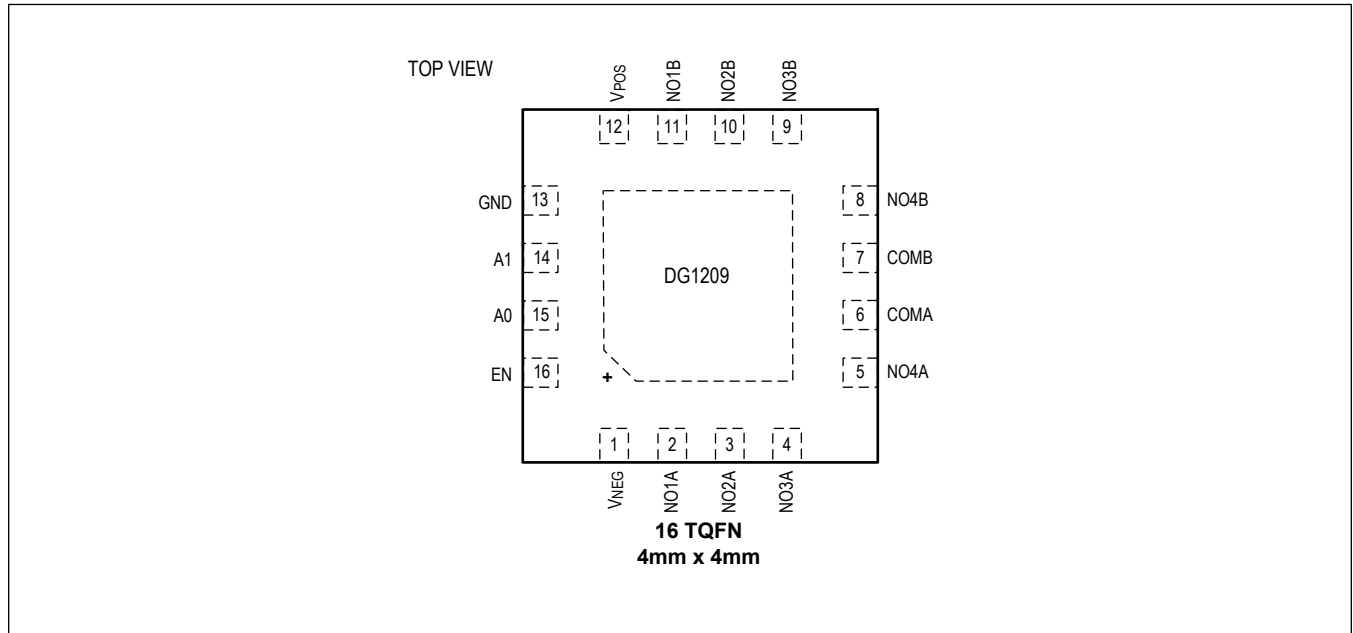 TOP VIEW
VPOS
NO1B
NO2B
NO3B
12
11
10
9
GND
13
8
NO4B
A1
14
7
COMB
DG1209
A0
15
6
COMA
EN
16
5
NO4A
+
1
2
3
4
VNEG
NO1A
NO2A
NO3A
16 TQFN
4mm x 4mm